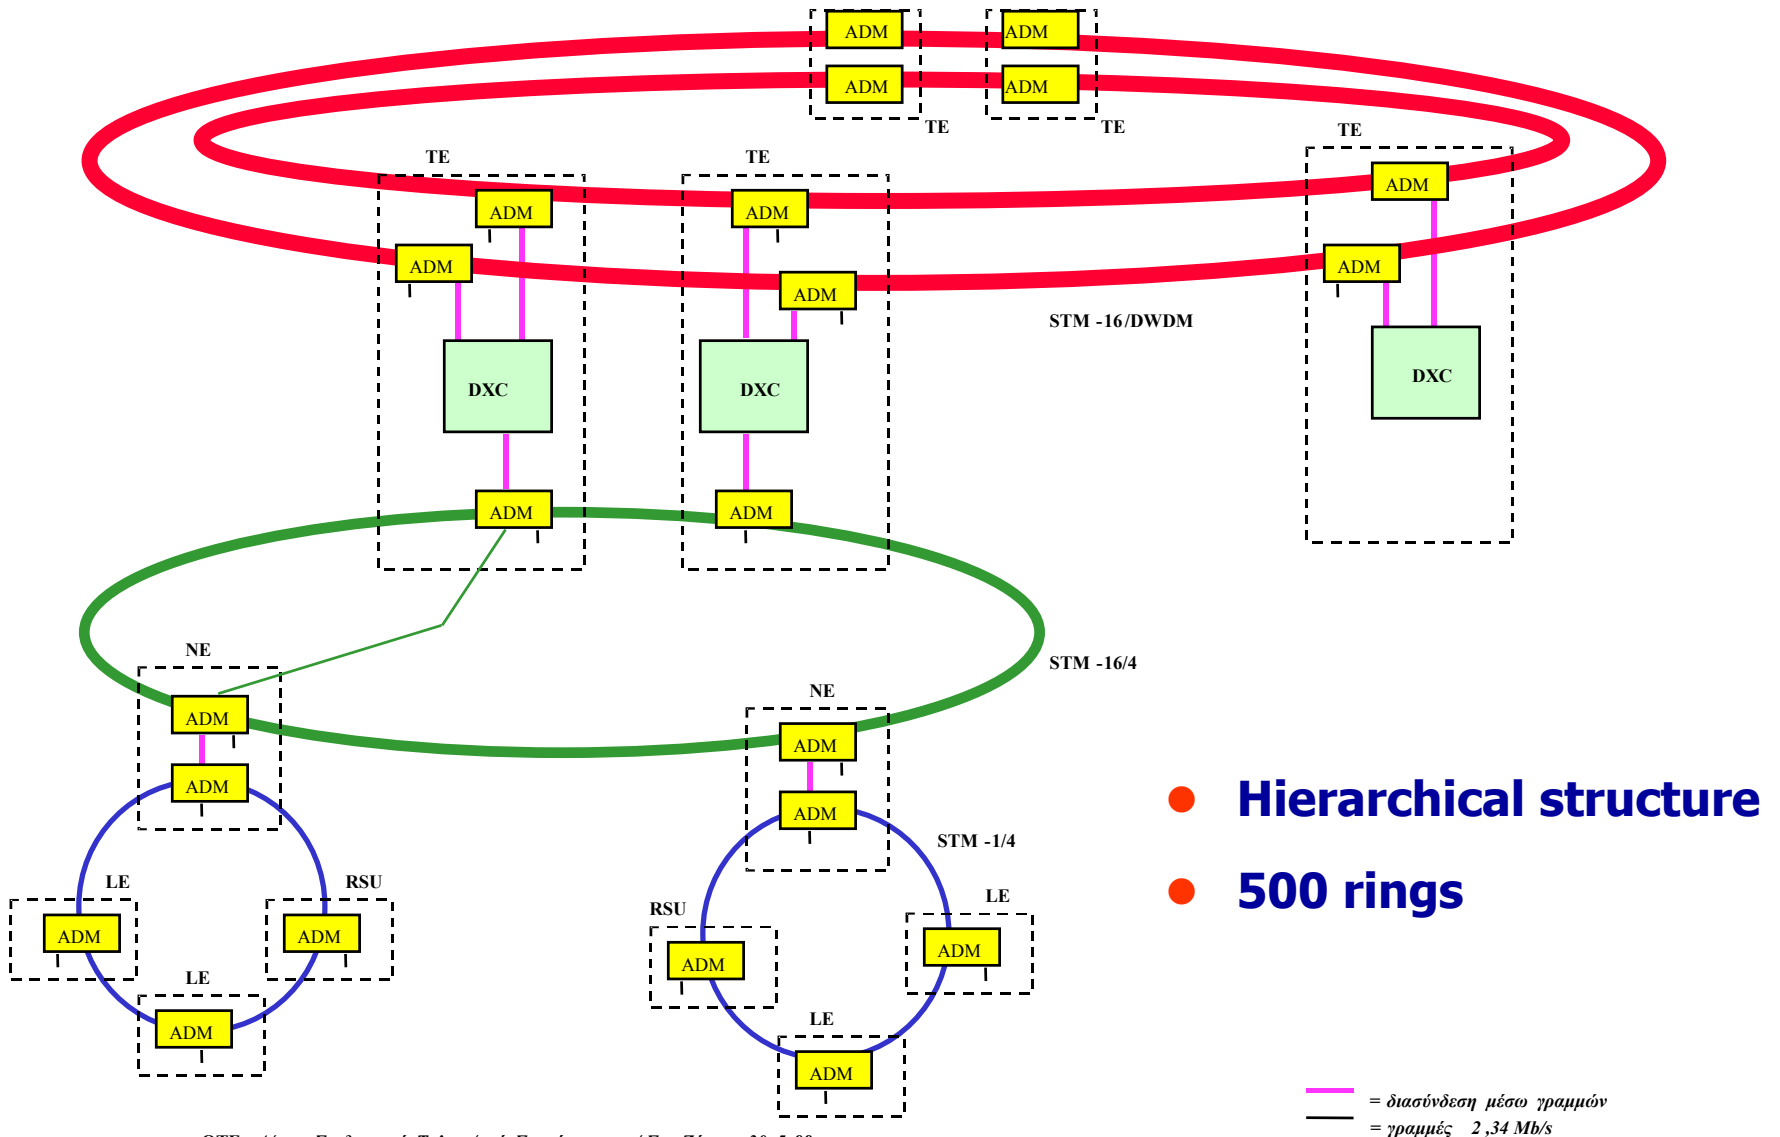 ADM
ADM
ADM
ADM
TE
TE
TE
TE
TE
ADM
ADM
ADM
ADM
ADM
ADM
STM -16/DWDM
DXC
DXC
DXC
ADM
ADM
NE
STM -16/4
NE
ADM
ADM
ADM
ADM
STM -1/4
LE
RSU
LE
RSU
ADM
ADM
ADM
ADM
LE
LE
ADM
ADM
Hierarchical structure
500 rings
= διασύνδεση μέσω γραμμών
= γραμμές 2 ,34 Mb/s